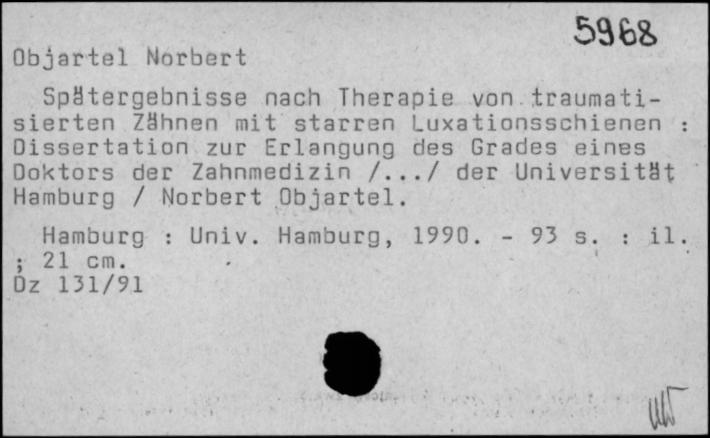 5968
Objartel Norbert
Spätergebnisse nach Therapie von traumati-
sierten Zähnen mit starren Luxationsschienen :
Dissertation zur Erlangung des Grades eines
Doktors der Zahnmedizin /.../ der Universität
Hamburg / Norbert Objartel.
Hamburg : Univ. Hamburg, 1990. - 93 s. : il.
; 21 cm.
Dz 131/91